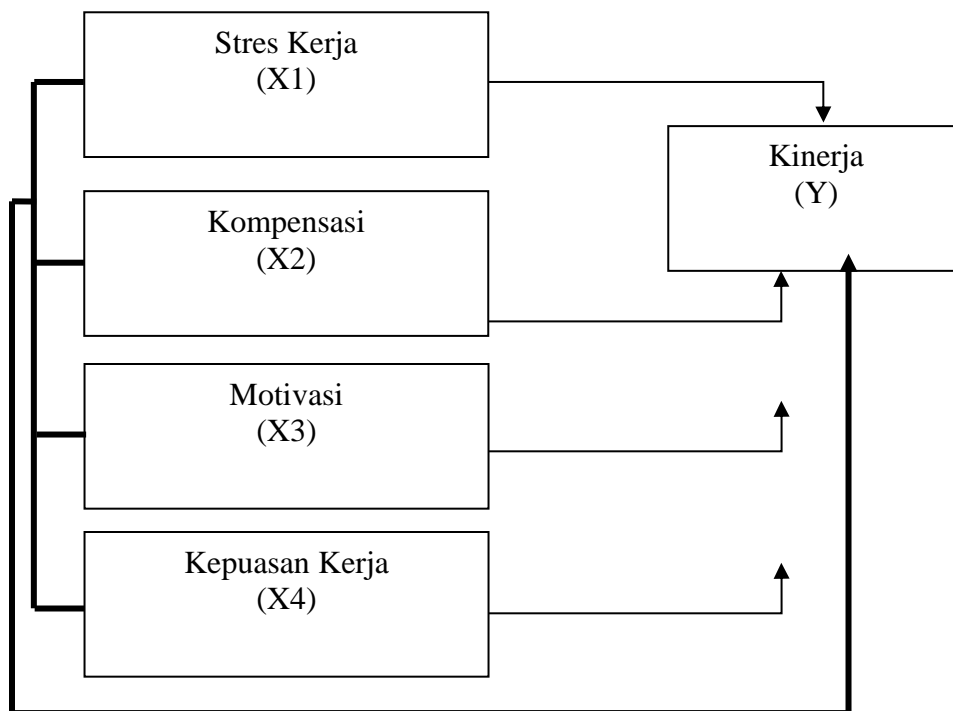 Stres Kerja
(X1)
Kinerja
(Y)
Kompensasi
(X2)
Motivasi
(X3)
Kepuasan Kerja
(X4)